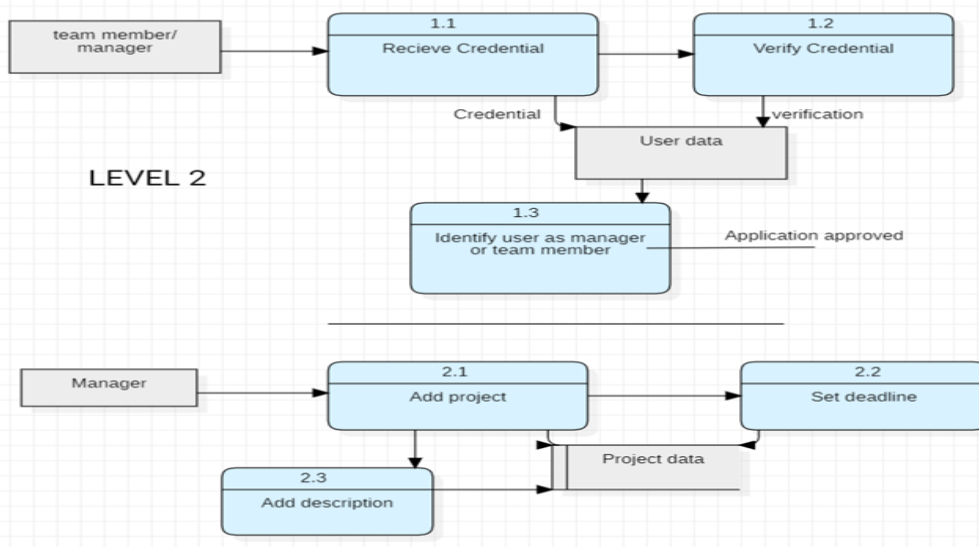 team member/
manager
1.1
Recieve Credential
1.2
Verify Credential
Credential
verification
User data
LEVEL 2
1.3
Identify user as manager
or team member
Application approved
Manager
2.1
Add project
2.2
Set deadline
Project data
2.3
Add description